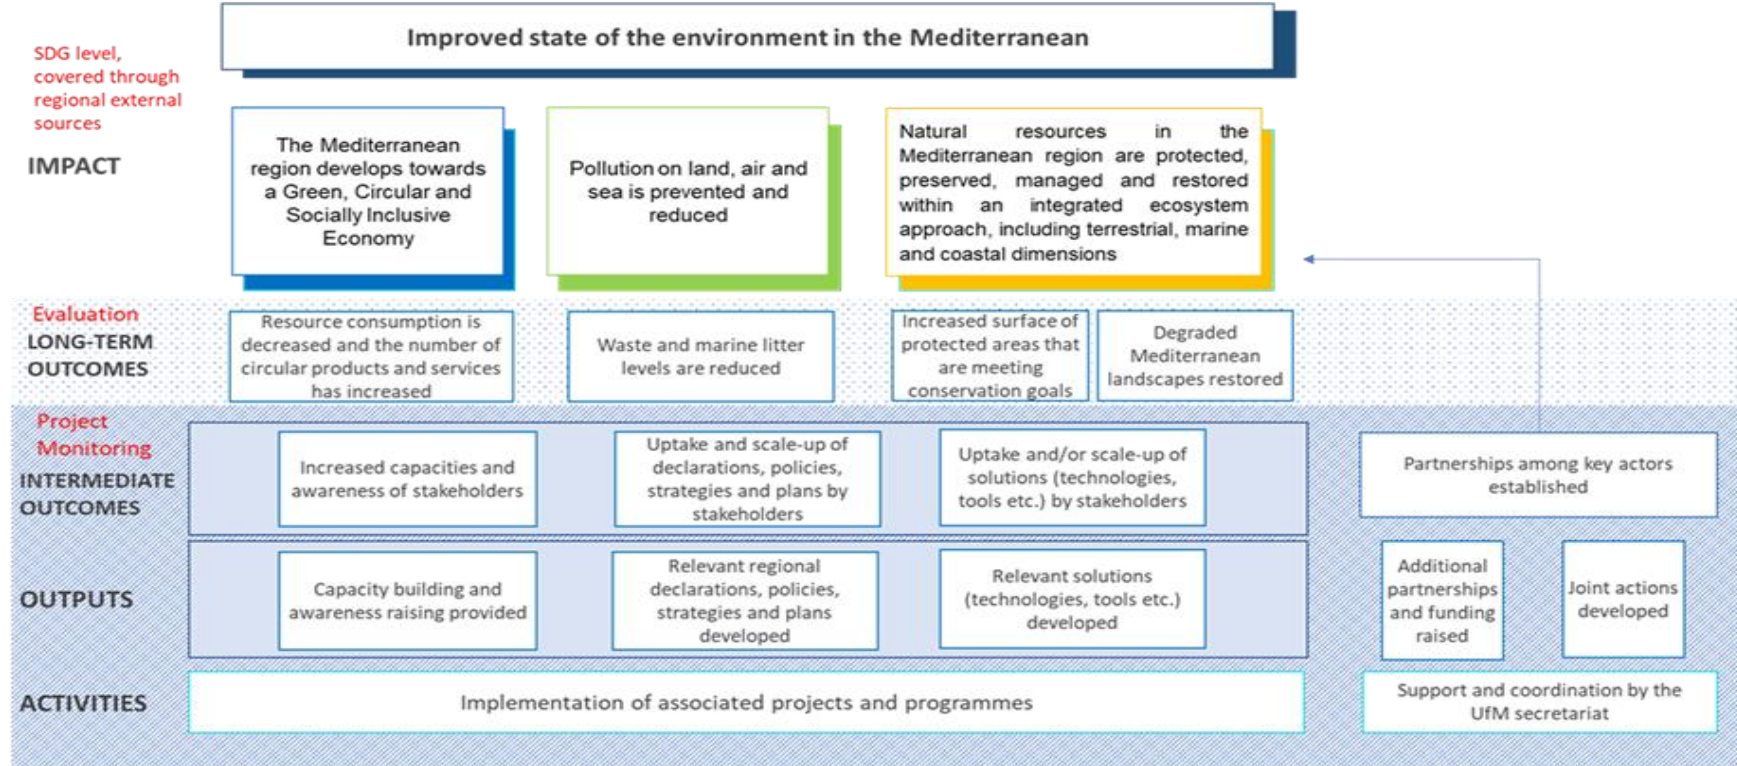 Improved state of the environment in the Mediterranean
SDG level,
covered through
regional external
sources
IMPACT
The Mediterranean
region develops towards
a Green, Circular and
Socially Inclusive
Economy
Pollution on land, air and
sea is prevented and
reduced
Natural resources in the
Mediterranean region are protected,
preserved, managed and restored
within an integrated ecosystem
approach, including terrestrial, marine
and coastal dimensions
Evaluation
LONG-TERM
OUTCOMES
Resource consumption is
decreased and the number of
circular products and services
has increased
Waste and marine litter
levels are reduced
Increased surface of
protected areas that
are meeting
conservation goals
Degraded
Mediterranean
landscapes restored
Project
Monitoring
INTERMEDIATE
OUTCOMES
Increased capacities and
awareness of stakeholders
Uptake and scale-up of
declarations, policies,
strategies and plans by
stakeholders
Uptake and/or scale-up of
solutions (technologies,
tools etc.) by stakeholders
Partnerships among key actors
established
OUTPUTS
Capacity building and
awareness raising provided
Relevant regional
declarations, policies,
strategies and plans
developed
Relevant solutions
(technologies, tools etc.)
developed
Additional
partnerships
and funding
raised
Joint actions
developed
ACTIVITIES
Implementation of associated projects and programmes
Support and coordination by the
UfM secretariat